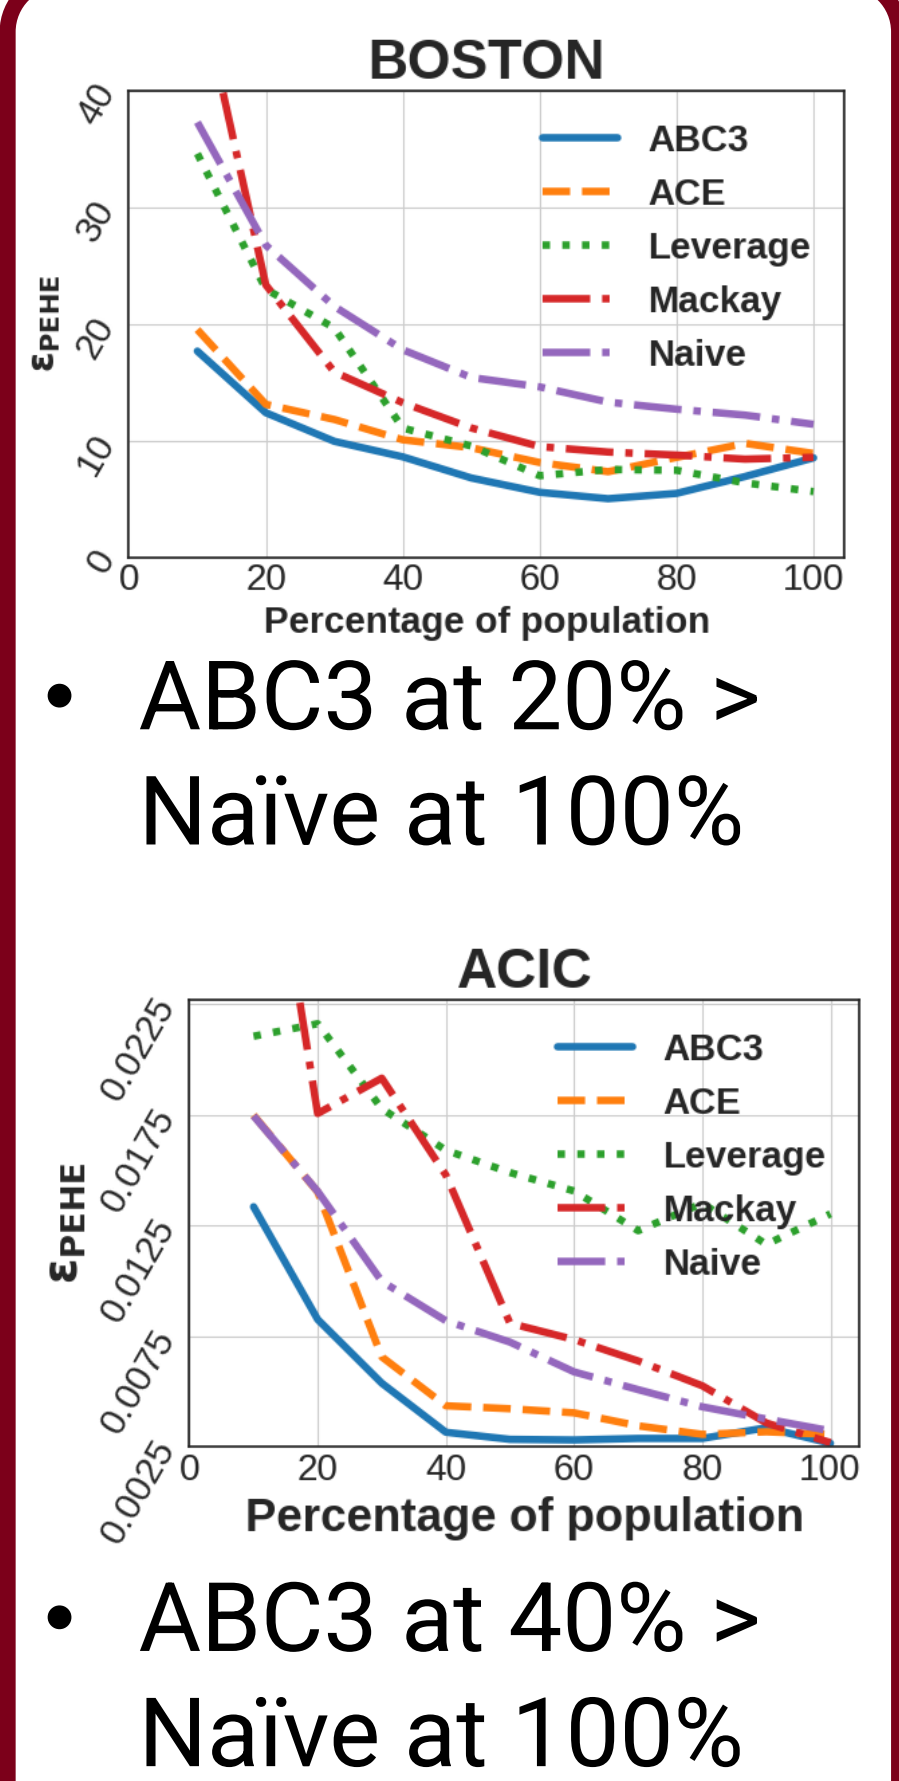 BOSTON
40
30
20
10
0
εPEHE
ABC3
ACE
Leverage
Mackay
Naive
0 20 40 60 80 100
Percentage of population
• ABC3 at 20% >
Naïve at 100%
ACIC
0.0225
0.0175
0.0125
0.0075
0.0025
εPEHE
ABC3
ACE
Leverage
Mackay
Naive
0 20 40 60 80 100
Percentage of population
• ABC3 at 40% >
Naïve at 100%